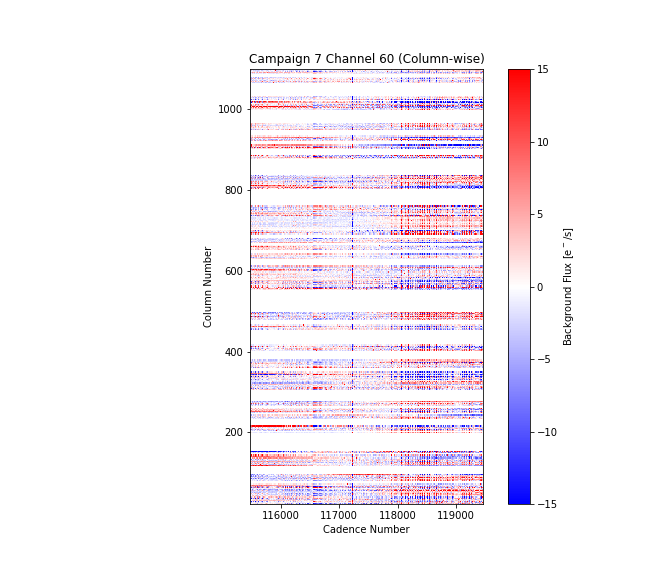 Campaign 7 Channel 60 (Column-wise)
1000
800
600
400
200
Column Number
116000 117000 118000 119000
Cadence Number
15
10
5
0
−5
−10
−15
Background Flux [e⁻/s]